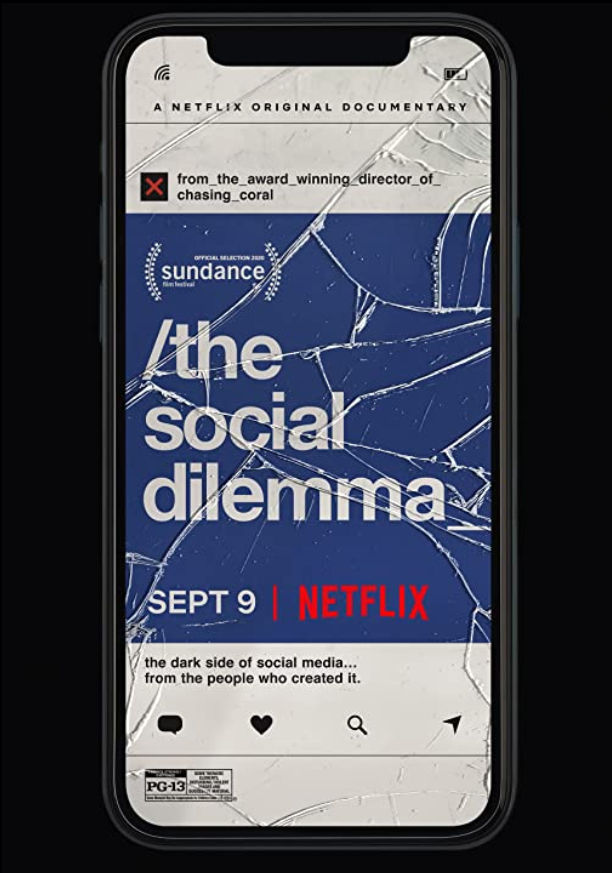 A NETFLIX ORIGINAL DOCUMENTARY
from_the_award_winning_director_of_
chasing_coral
OFFICIAL SELECTION 2020
sundance
film festival
/the
social
dilemma_
SEPT 9 | NETFLIX
the dark side of social media...
from the people who created it.
PG-13